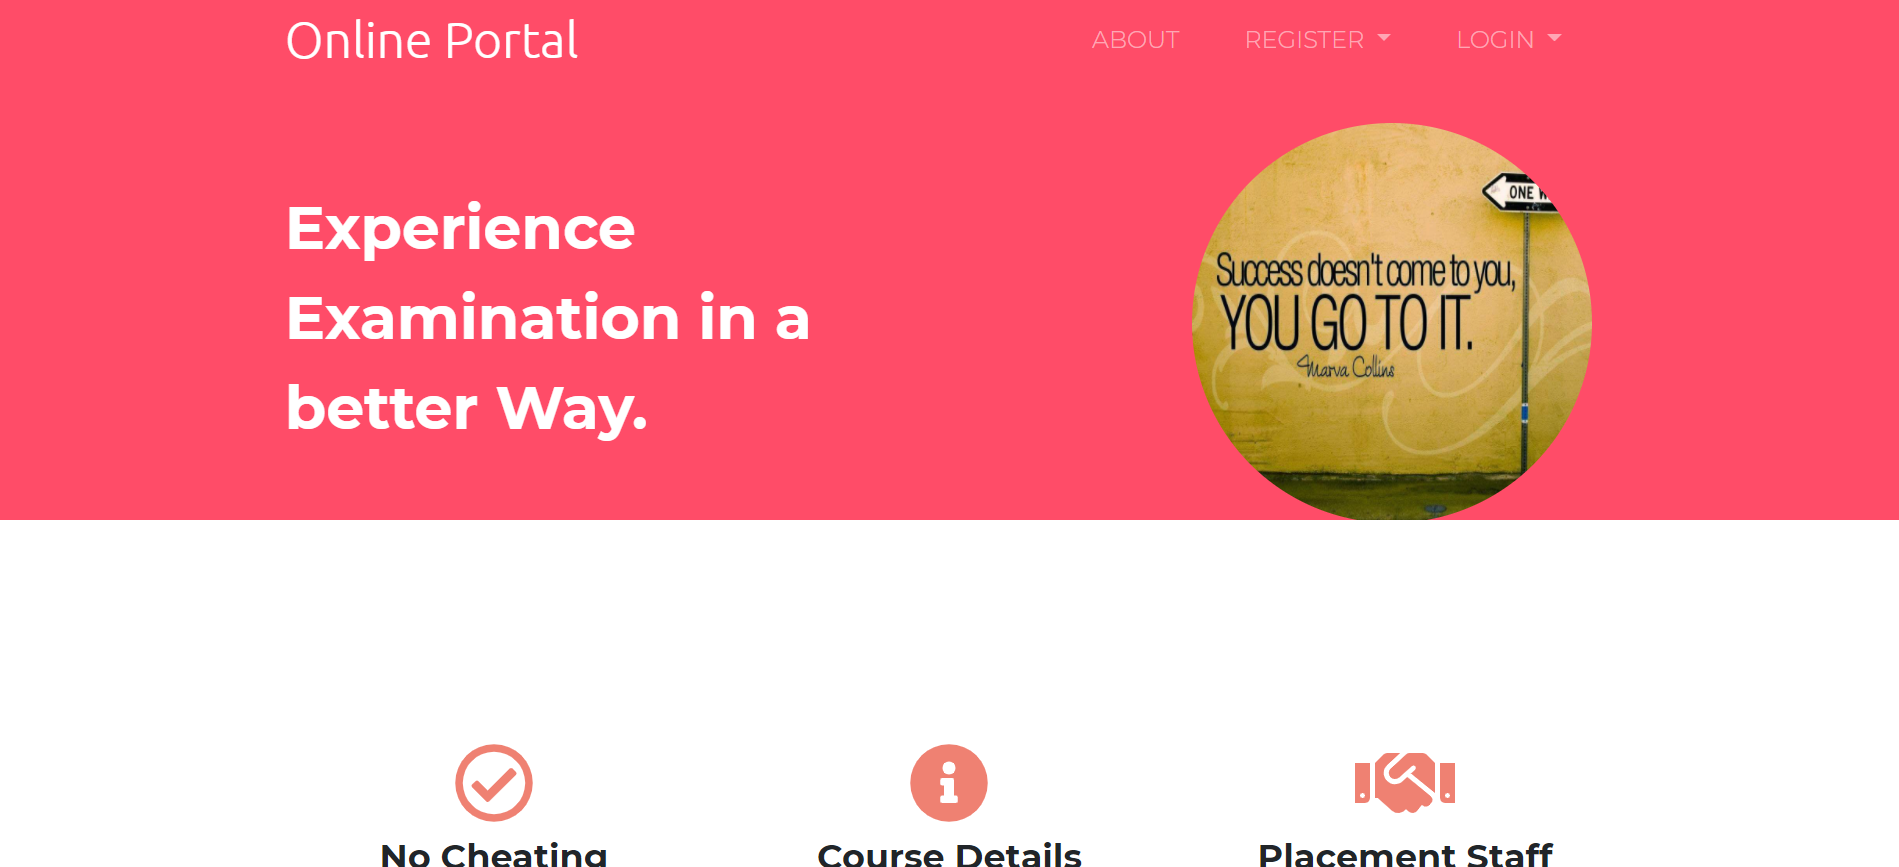 Online Portal
ABOUT REGISTER LOGIN
Experience
Examination in a
better Way.
ONE
Success doesn't come to you,
YOU GO TO IT.
Marva Collins
No Cheating
Course Details
Placement Staff